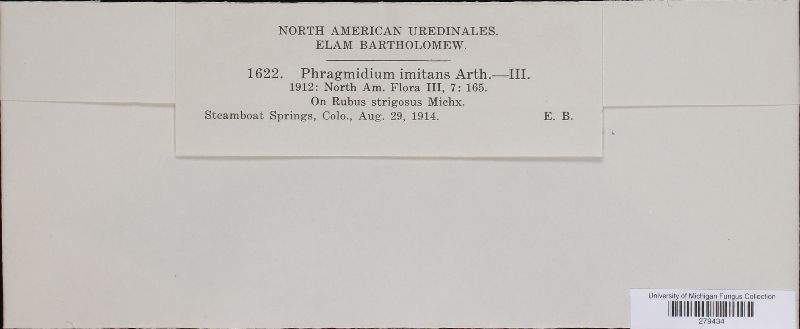 NORTH AMERICAN UREDINALES.
ELAM BARTHOLOMEW.
1622. Phragmidium imitans Arth.—III.
1912: North Am. Flora III, 7: 165.
On Rubus strigosus Michx.
Steamboat Springs, Colo., Aug. 29, 1914. E. B.
University of Michigan Fungus Collection
279434